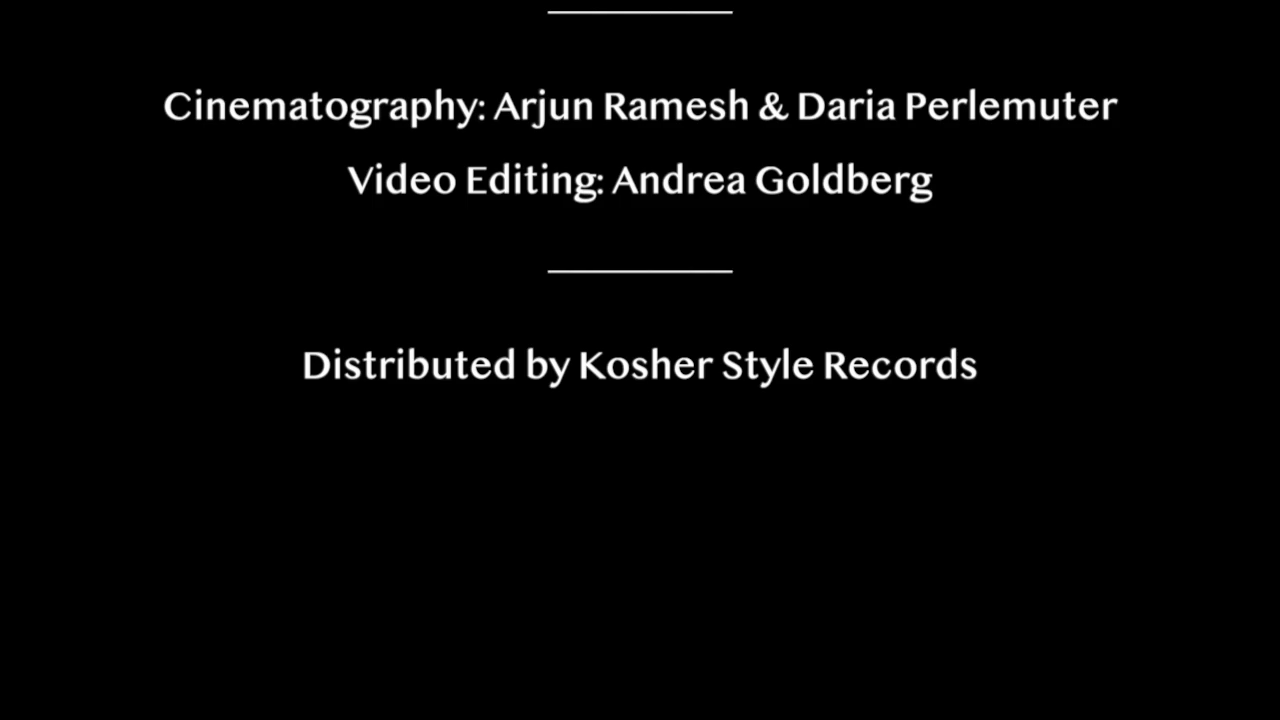 Cinematography: Arjun Ramesh & Daria Perlemuter
Video Editing: Andrea Goldberg
Distributed by Kosher Style Records